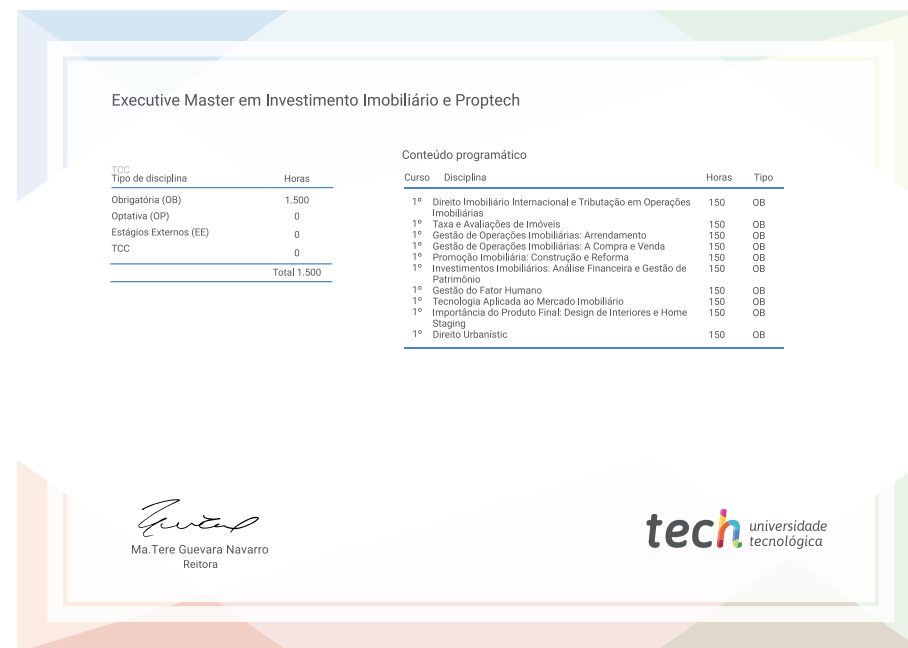 Executive Master em Investimento Imobiliário e Proptech
TCC
Tipo de disciplina Horas
Obrigatória (OB) 1.500
Optativa (OP) 0
Estágios Externos (EE) 0
TCC 0
Total 1.500
Conteúdo programático
Curso Disciplina Horas Tipo
1º Direito Imobiliário Internacional e Tributação em Operações 150 OB
Imobiliárias
1º Taxa e Avaliações de Imóveis 150 OB
1º Gestão de Operações Imobiliárias: Arrendamento 150 OB
1º Gestão de Operações Imobiliárias: A Compra e Venda 150 OB
1º Promoção Imobiliária: Construção e Reforma 150 OB
1º Investimentos Imobiliários: Análise Financeira e Gestão de 150 OB
Patrimônio
1º Gestão do Fator Humano 150 OB
1º Tecnologia Aplicada ao Mercado Imobiliário 150 OB
1º Importância do Produto Final: Design de Interiores e Home 150 OB
Staging
1º Direito Urbanístic 150 OB
Ma.Tere Guevara Navarro
Reitora
tech universidade
tecnológica